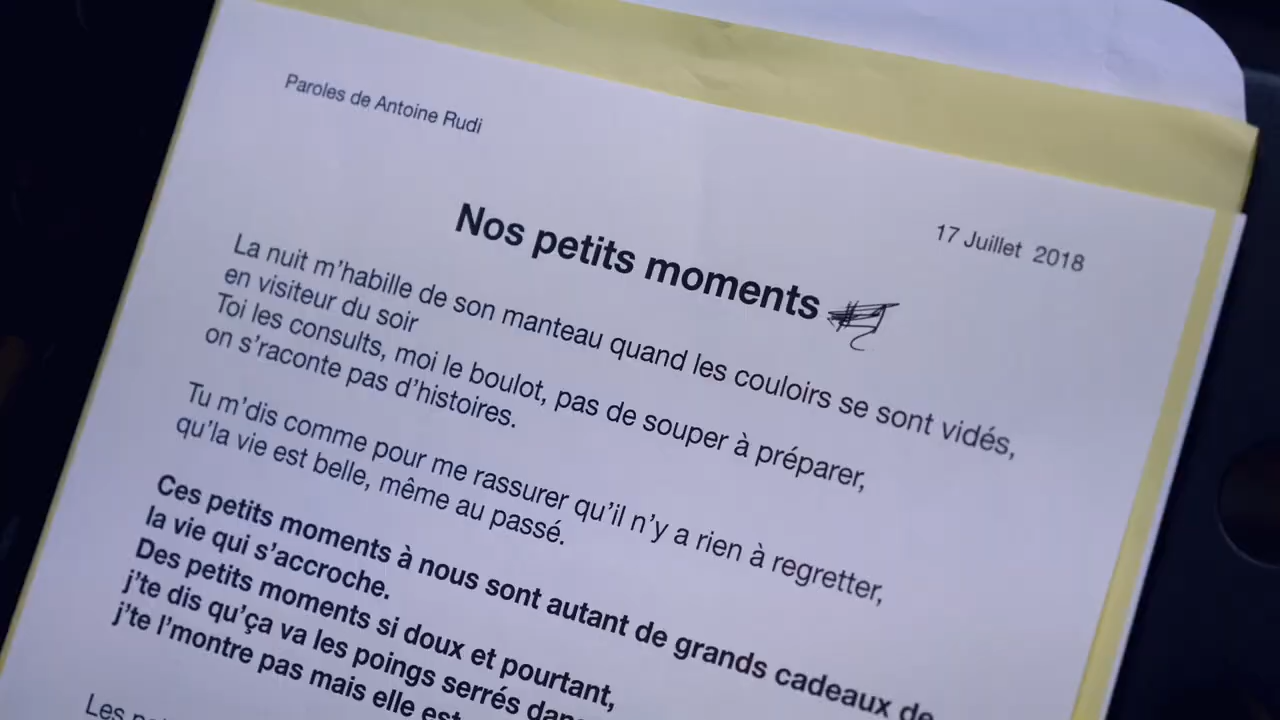 Paroles de Antoine Rudi
17 Juillet 2018
Nos petits moments
La nuit m'habille de son manteau quand les couloirs se sont vidés,
en visiteur du soir
Toi les consults, moi le boulot, pas de souper à préparer,
on s'raconte pas d'histoires.
Tu m'dis comme pour me rassurer qu'il n'y a rien à regretter,
qu'la vie est belle, même au passé.
Ces petits moments à nous sont autant de grands cadeaux de
la vie qui s'accroche.
Des petits moments si doux et pourtant,
j'te dis qu'ça va les poings serrés dans
j'te l'montre pas mais elle est
Les